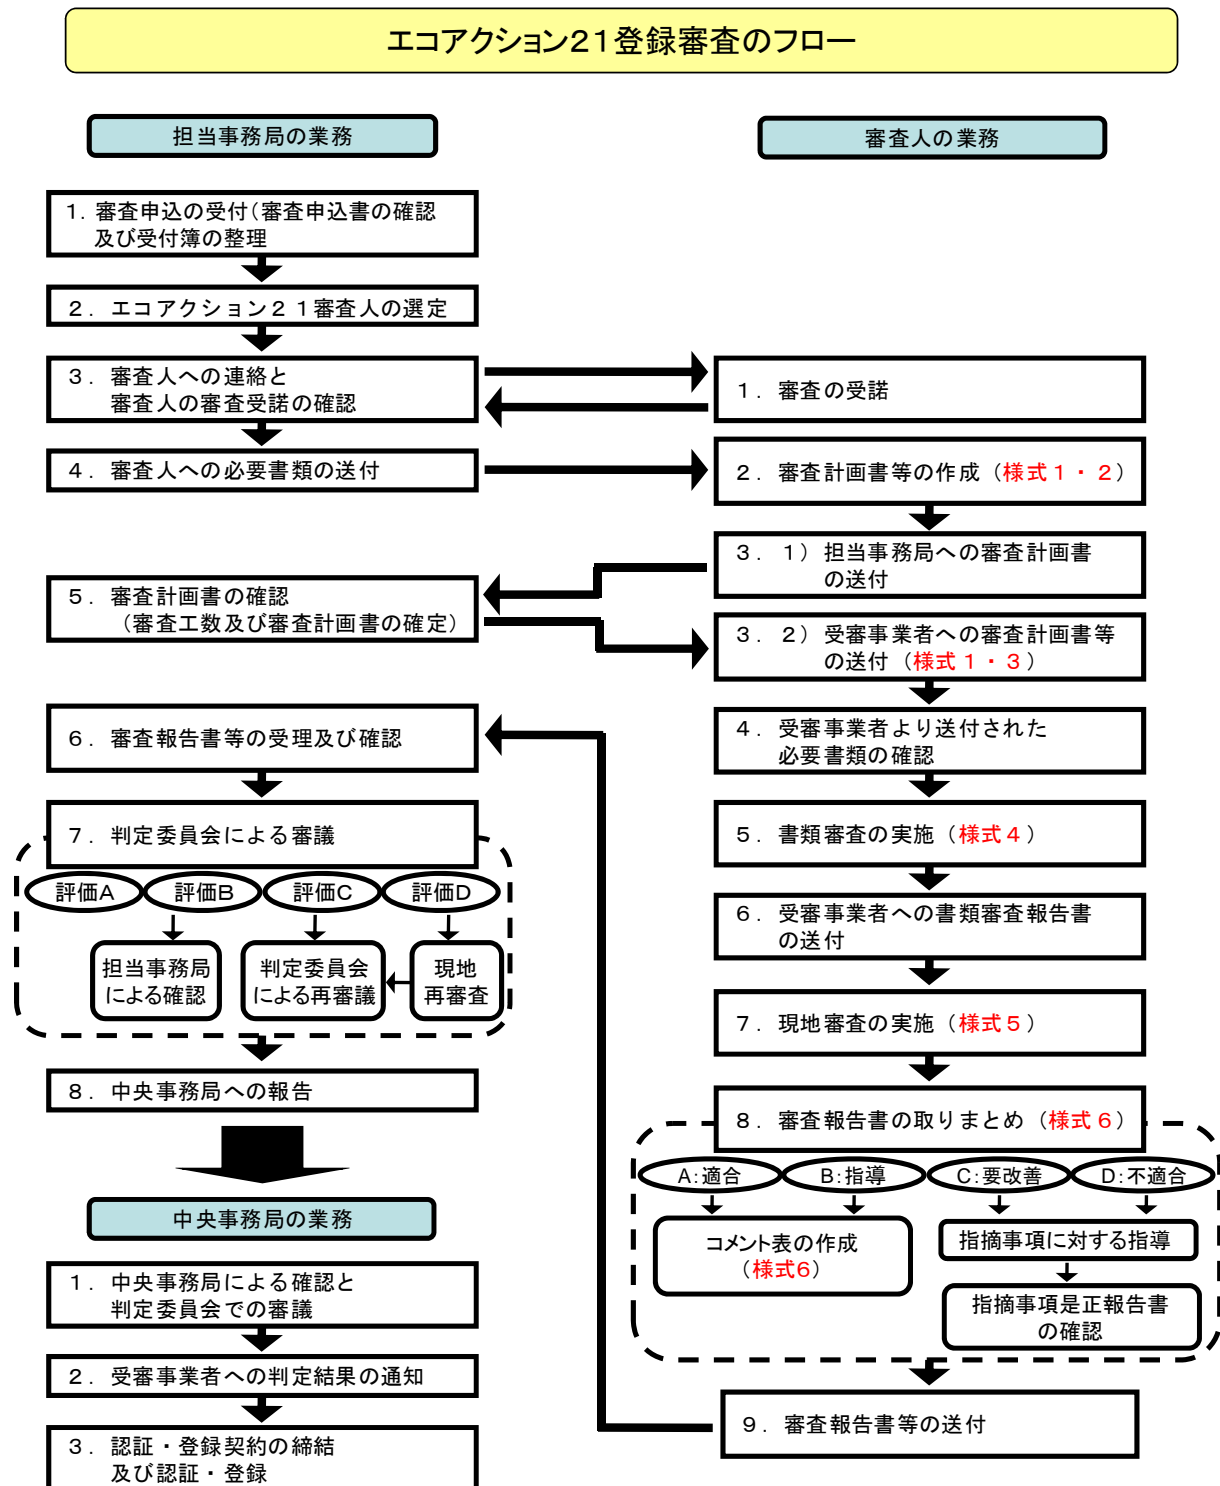 エコアクション21登録審査のフロー
担当事務局の業務
1. 審査申込の受付(審査申込書の確認
及び受付簿の整理
2. エコアクション21審査人の選定
3. 審査人への連絡と
審査人の審査受諾の確認
4. 審査人への必要書類の送付
5. 審査計画書の確認
(審査工数及び審査計画書の確定)
6. 審査報告書等の受理及び確認
7. 判定委員会による審議
評価A 評価B 評価C 評価D
担当事務局
による確認
判定委員会
による再審議
現地
再審査
8. 中央事務局への報告
中央事務局の業務
1. 中央事務局による確認と
判定委員会での審議
2. 受審事業者への判定結果の通知
3. 認証・登録契約の締結
及び認証・登録
審査人の業務
1. 審査の受諾
2. 審査計画書等の作成(様式1・2)
3. 1) 担当事務局への審査計画書
の送付
3. 2) 受審事業者への審査計画書等
の送付(様式1・3)
4. 受審事業者より送付された
必要書類の確認
5. 書類審査の実施(様式4)
6. 受審事業者への書類審査報告書
の送付
7. 現地審査の実施(様式5)
8. 審査報告書の取りまとめ(様式6)
A:適合 B:指導 C:要改善 D:不適合
コメント表の作成
(様式6)
指摘事項に対する指導
指摘事項是正報告書
の確認
9. 審査報告書等の送付